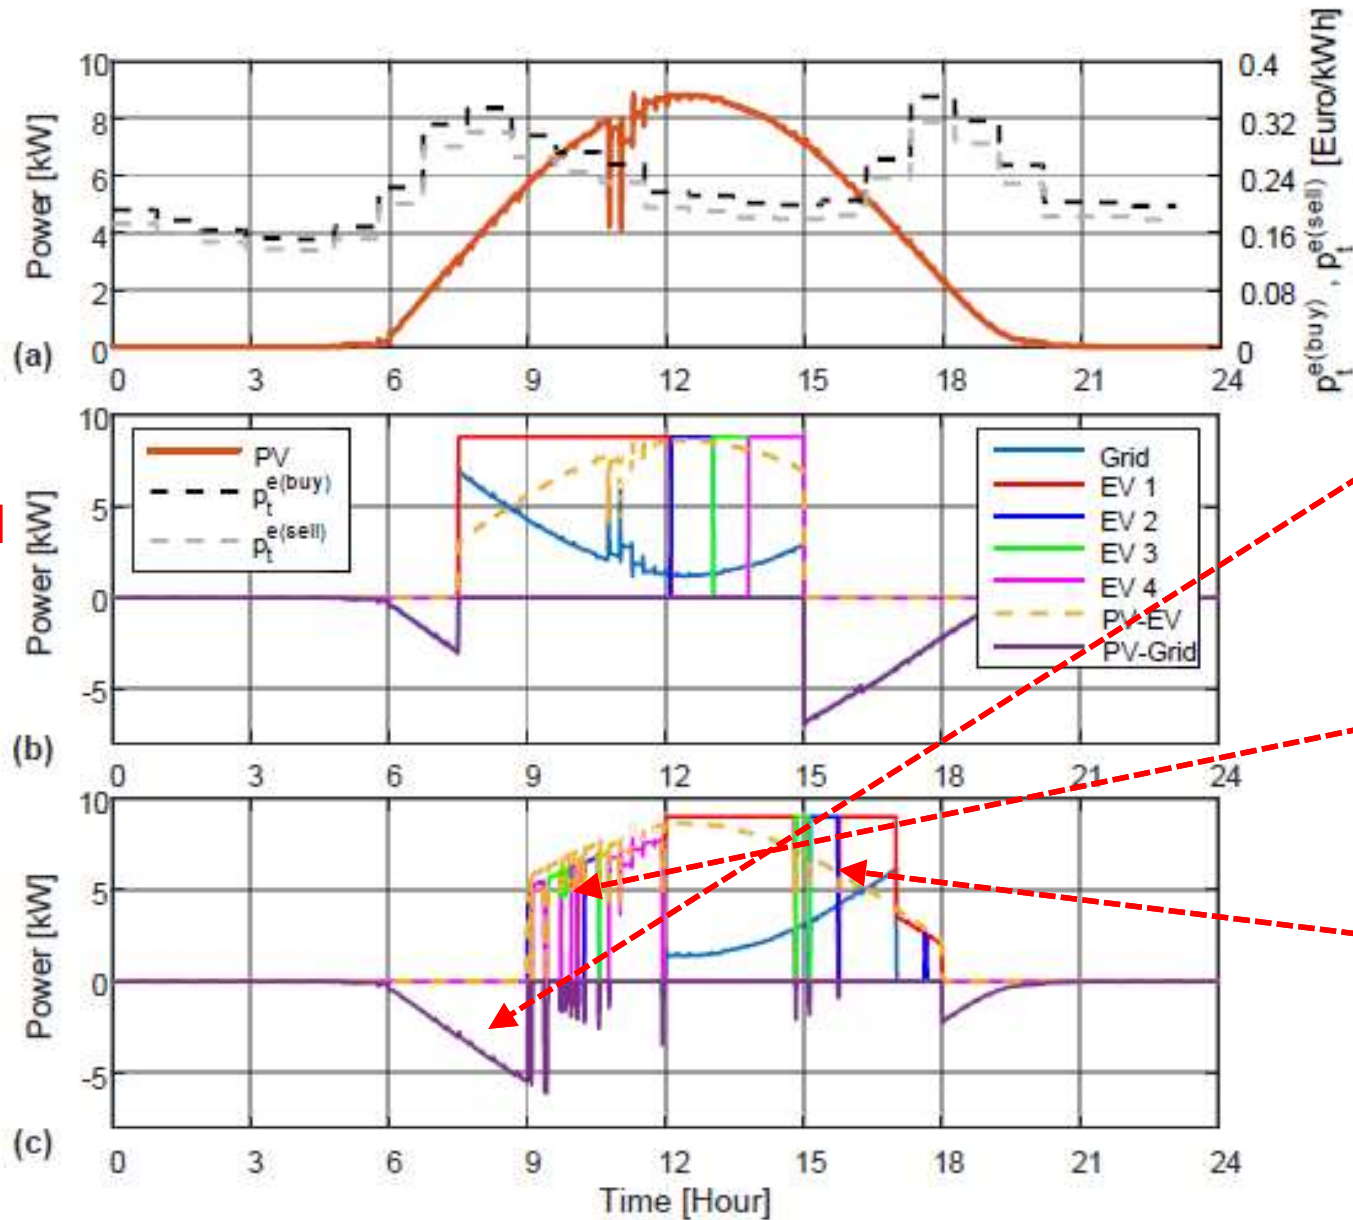 10
8
6
4
2
0
Power [kW]
0.4
0.32
0.24
0.16
0.08
0
p_t^e(buy), p_t^e(sell) [Euro/kWh]
(a)
0 3 6 9 12 15 18 21 24
10
5
0
-5
Power [kW]
PV
p_t^e(buy)
p_t^e(sell)
Grid
EV 1
EV 2
EV 3
EV 4
PV-EV
PV-Grid
(b)
0 3 6 9 12 15 18 21 24
10
5
0
-5
Power [kW]
(c)
0 3 6 9 12 15 18 21 24
Time [Hour]